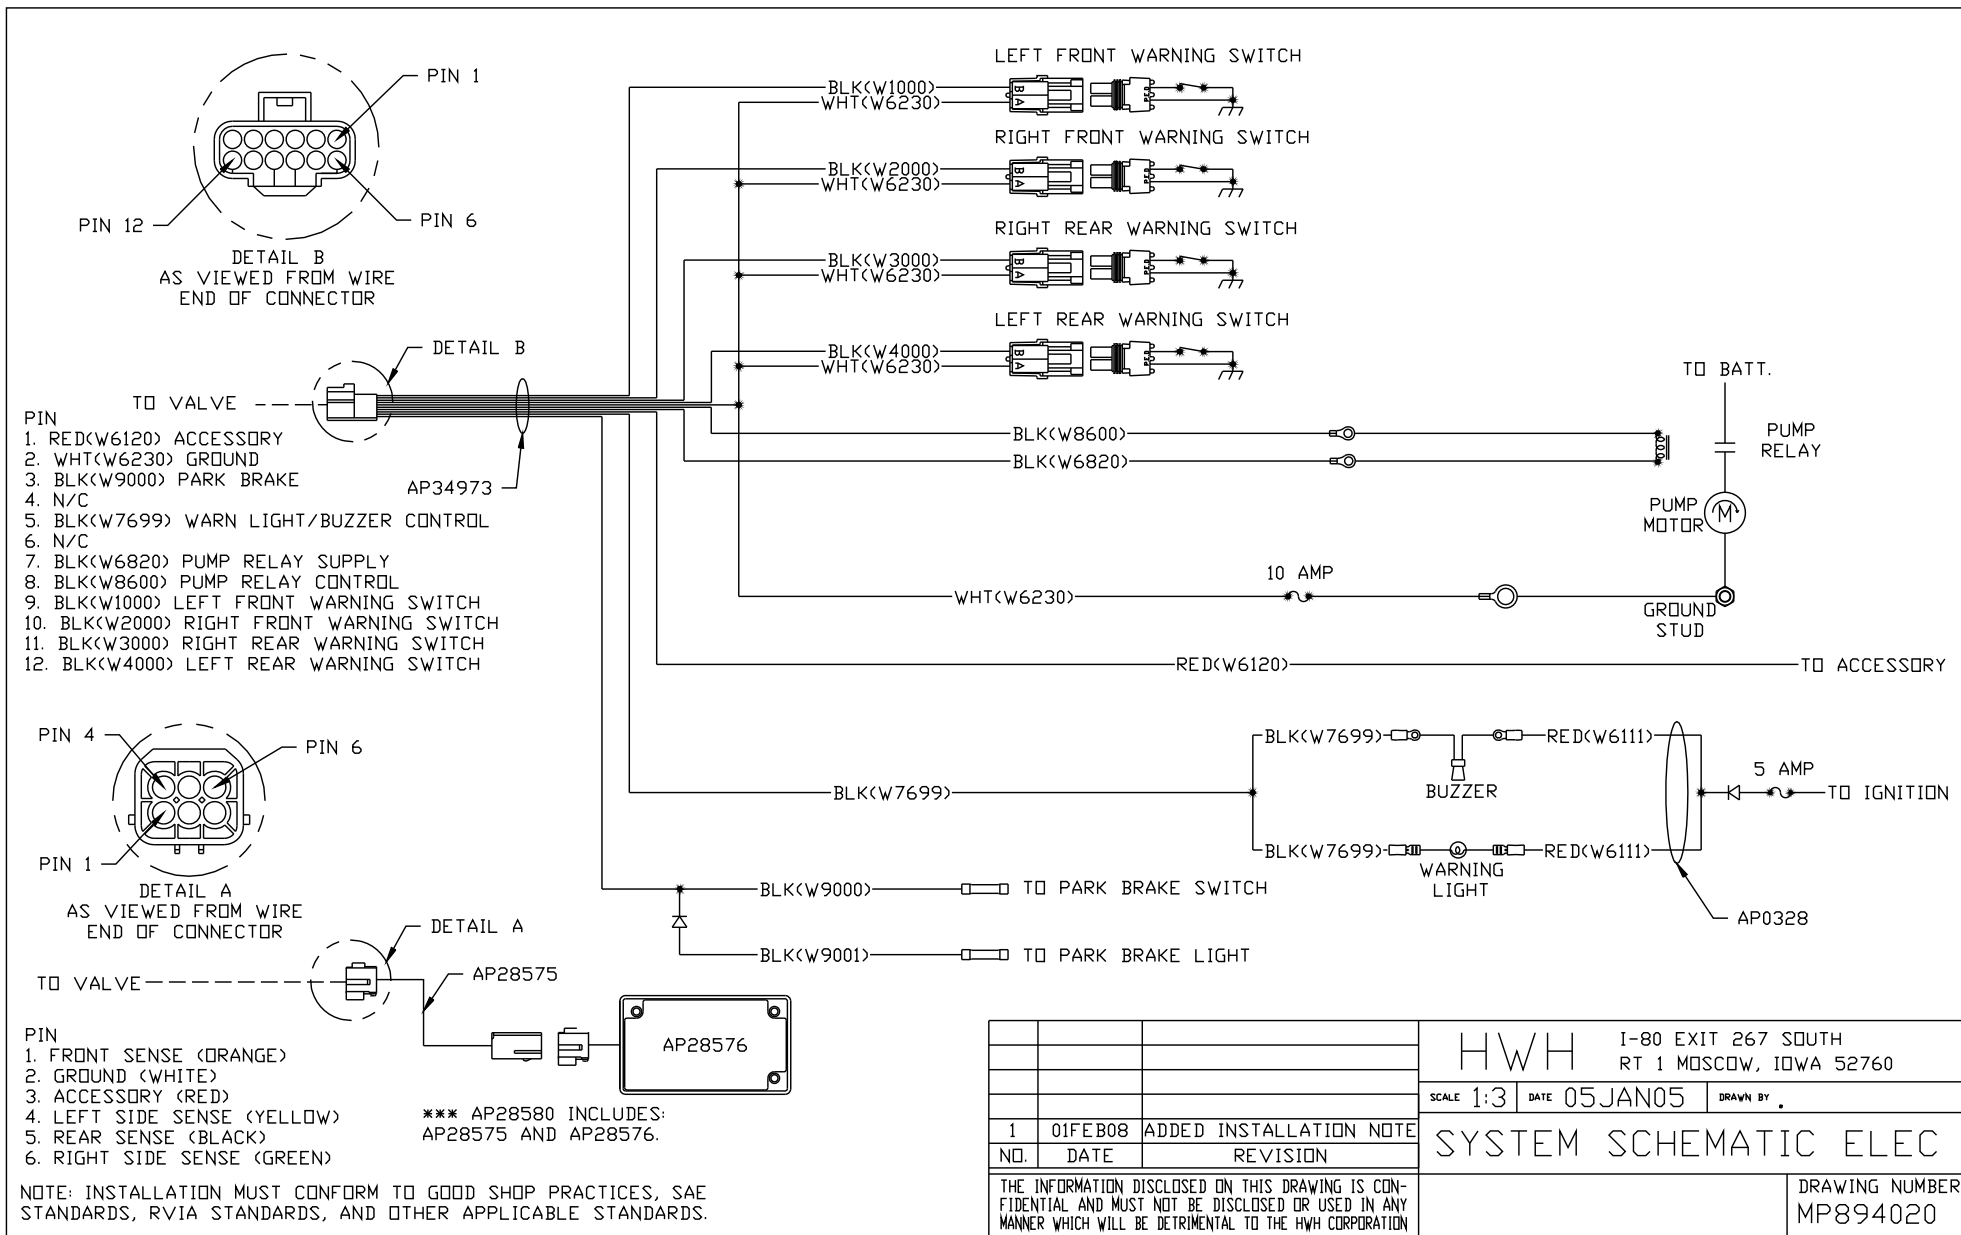 PIN 1
PIN 12
PIN 6
DETAIL B
AS VIEWED FROM WIRE
END OF CONNECTOR
DETAIL B
TO VALVE
AP34973
PIN
1. RED(W6120) ACCESSORY
2. WHT(W6230) GROUND
3. BLK(W9000) PARK BRAKE
4. N/C
5. BLK(W7699) WARN LIGHT/BUZZER CONTROL
6. N/C
7. BLK(W6820) PUMP RELAY SUPPLY
8. BLK(W8600) PUMP RELAY CONTROL
9. BLK(W1000) LEFT FRONT WARNING SWITCH
10. BLK(W2000) RIGHT FRONT WARNING SWITCH
11. BLK(W3000) RIGHT REAR WARNING SWITCH
12. BLK(W4000) LEFT REAR WARNING SWITCH
LEFT FRONT WARNING SWITCH
BLK(W1000)
WHT(W6230)
B
A
RIGHT FRONT WARNING SWITCH
BLK(W2000)
WHT(W6230)
B
A
RIGHT REAR WARNING SWITCH
BLK(W3000)
WHT(W6230)
B
A
LEFT REAR WARNING SWITCH
BLK(W4000)
WHT(W6230)
B
A
TO BATT.
BLK(W8600)
BLK(W6820)
PUMP
RELAY
PUMP
MOTOR
M
10 AMP
WHT(W6230)
GROUND
STUD
RED(W6120)
TO ACCESSORY
BLK(W7699)
RED(W6111)
BUZZER
5 AMP
BLK(W7699)
TO IGNITION
BLK(W7699)
RED(W6111)
WARNING
LIGHT
AP0328
BLK(W9000)
TO PARK BRAKE SWITCH
BLK(W9001)
TO PARK BRAKE LIGHT
PIN 4
PIN 6
PIN 1
DETAIL A
AS VIEWED FROM WIRE
END OF CONNECTOR
DETAIL A
TO VALVE
AP28575
AP28576
PIN
1. FRONT SENSE (ORANGE)
2. GROUND (WHITE)
3. ACCESSORY (RED)
4. LEFT SIDE SENSE (YELLOW)
5. REAR SENSE (BLACK)
6. RIGHT SIDE SENSE (GREEN)
*** AP28580 INCLUDES:
AP28575 AND AP28576.
NOTE: INSTALLATION MUST CONFORM TO GOOD SHOP PRACTICES, SAE
STANDARDS, RVIA STANDARDS, AND OTHER APPLICABLE STANDARDS.
1 01FEB08 ADDED INSTALLATION NOTE
NO. DATE REVISION
THE INFORMATION DISCLOSED ON THIS DRAWING IS CON-
FIDENTIAL AND MUST NOT BE DISCLOSED OR USED IN ANY
MANNER WHICH WILL BE DETRIMENTAL TO THE HWH CORPORATION
HWH
I-80 EXIT 267 SOUTH
RT 1 MOSCOW, IOWA 52760
SCALE 1:3 DATE 05JAN05 DRAWN BY .
SYSTEM SCHEMATIC ELEC
DRAWING NUMBER
MP894020